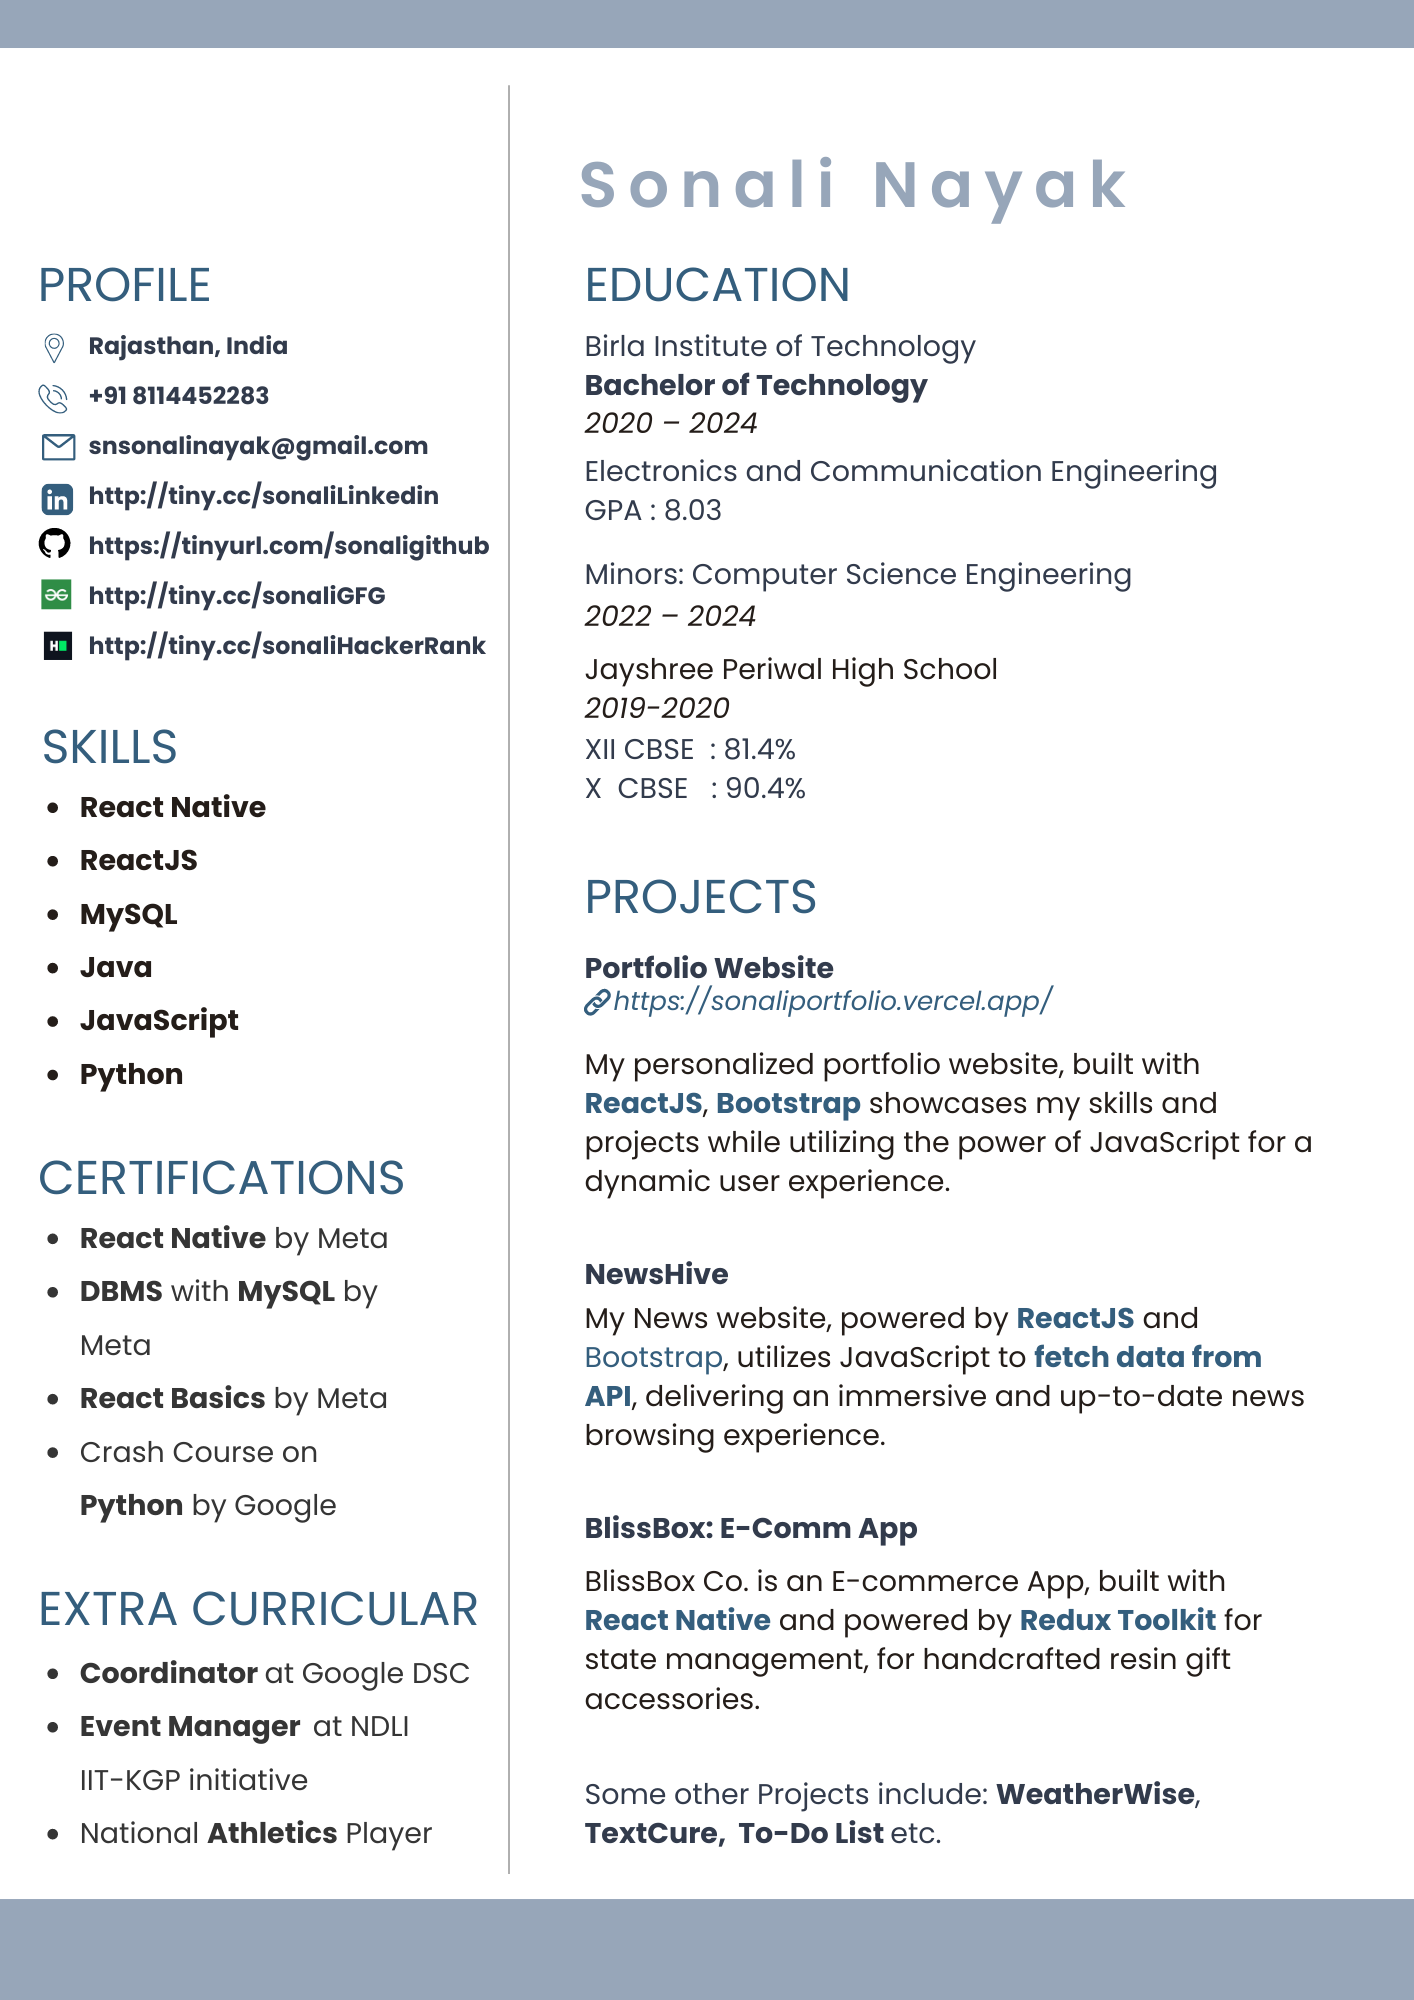 Sonali Nayak
PROFILE
Rajasthan, India
+91 8114452283
snsonalinayak@gmail.com
http://tiny.cc/sonaliLinkedin
https://tinyurl.com/sonaligithub
http://tiny.cc/sonaliGFG
http://tiny.cc/sonaliHackerRank
SKILLS
• React Native
• ReactJS
• MySQL
• Java
• JavaScript
• Python
CERTIFICATIONS
• React Native by Meta
• DBMS with MySQL by
Meta
• React Basics by Meta
• Crash Course on
Python by Google
EXTRA CURRICULAR
• Coordinator at Google DSC
• Event Manager at NDLI
IIT-KGP initiative
• National Athletics Player
EDUCATION
Birla Institute of Technology
Bachelor of Technology
2020 – 2024
Electronics and Communication Engineering
GPA : 8.03
Minors: Computer Science Engineering
2022 – 2024
Jayshree Periwal High School
2019-2020
XII CBSE : 81.4%
X CBSE : 90.4%
PROJECTS
Portfolio Website
https://sonaliportfolio.vercel.app/
My personalized portfolio website, built with
ReactJS, Bootstrap showcases my skills and
projects while utilizing the power of JavaScript for a
dynamic user experience.
NewsHive
My News website, powered by ReactJS and
Bootstrap, utilizes JavaScript to fetch data from
API, delivering an immersive and up-to-date news
browsing experience.
BlissBox: E-Comm App
BlissBox Co. is an E-commerce App, built with
React Native and powered by Redux Toolkit for
state management, for handcrafted resin gift
accessories.
Some other Projects include: WeatherWise,
TextCure, To-Do List etc.